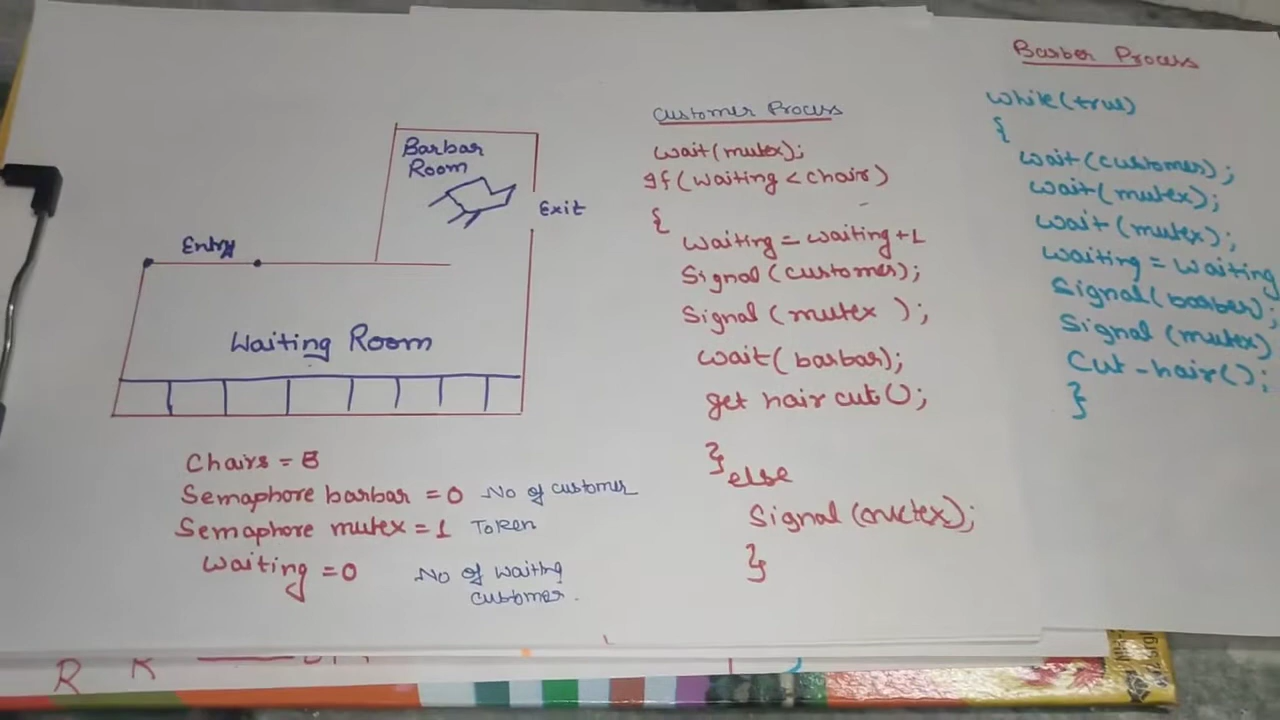 Barbar
Room
Exit
Entry
Waiting Room
Chairs = 8
Semaphore barbar = 0 No of customer
Semaphore mutex = 1 Token
Waiting = 0 No of waiting
customer.
Customer Process
wait(mutex);
If (waiting < chair)
{
Waiting = waiting +1
Signal (customer);
Signal (mutex );
wait( barbar);
get hair cut();
}
else
Signal (mutex);
}
Barber Process
While(true)
{
wait(customer);
wait(mutex);
wait (mutex);
waiting = waiting
Signal(barber);
Signal (mutex)
Cut-hair();
}
R K